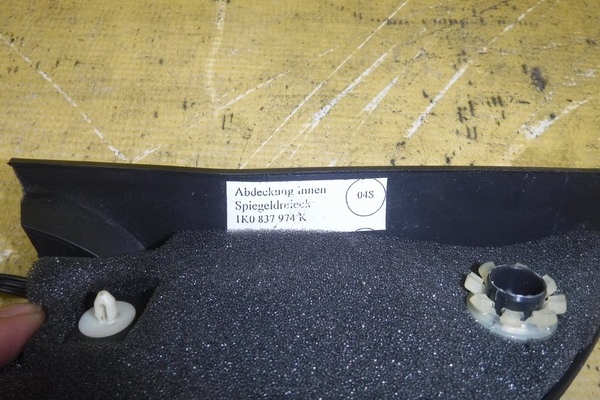 Abdeckung innen
Spiegeldreieck
1K0 837 974 K
04S